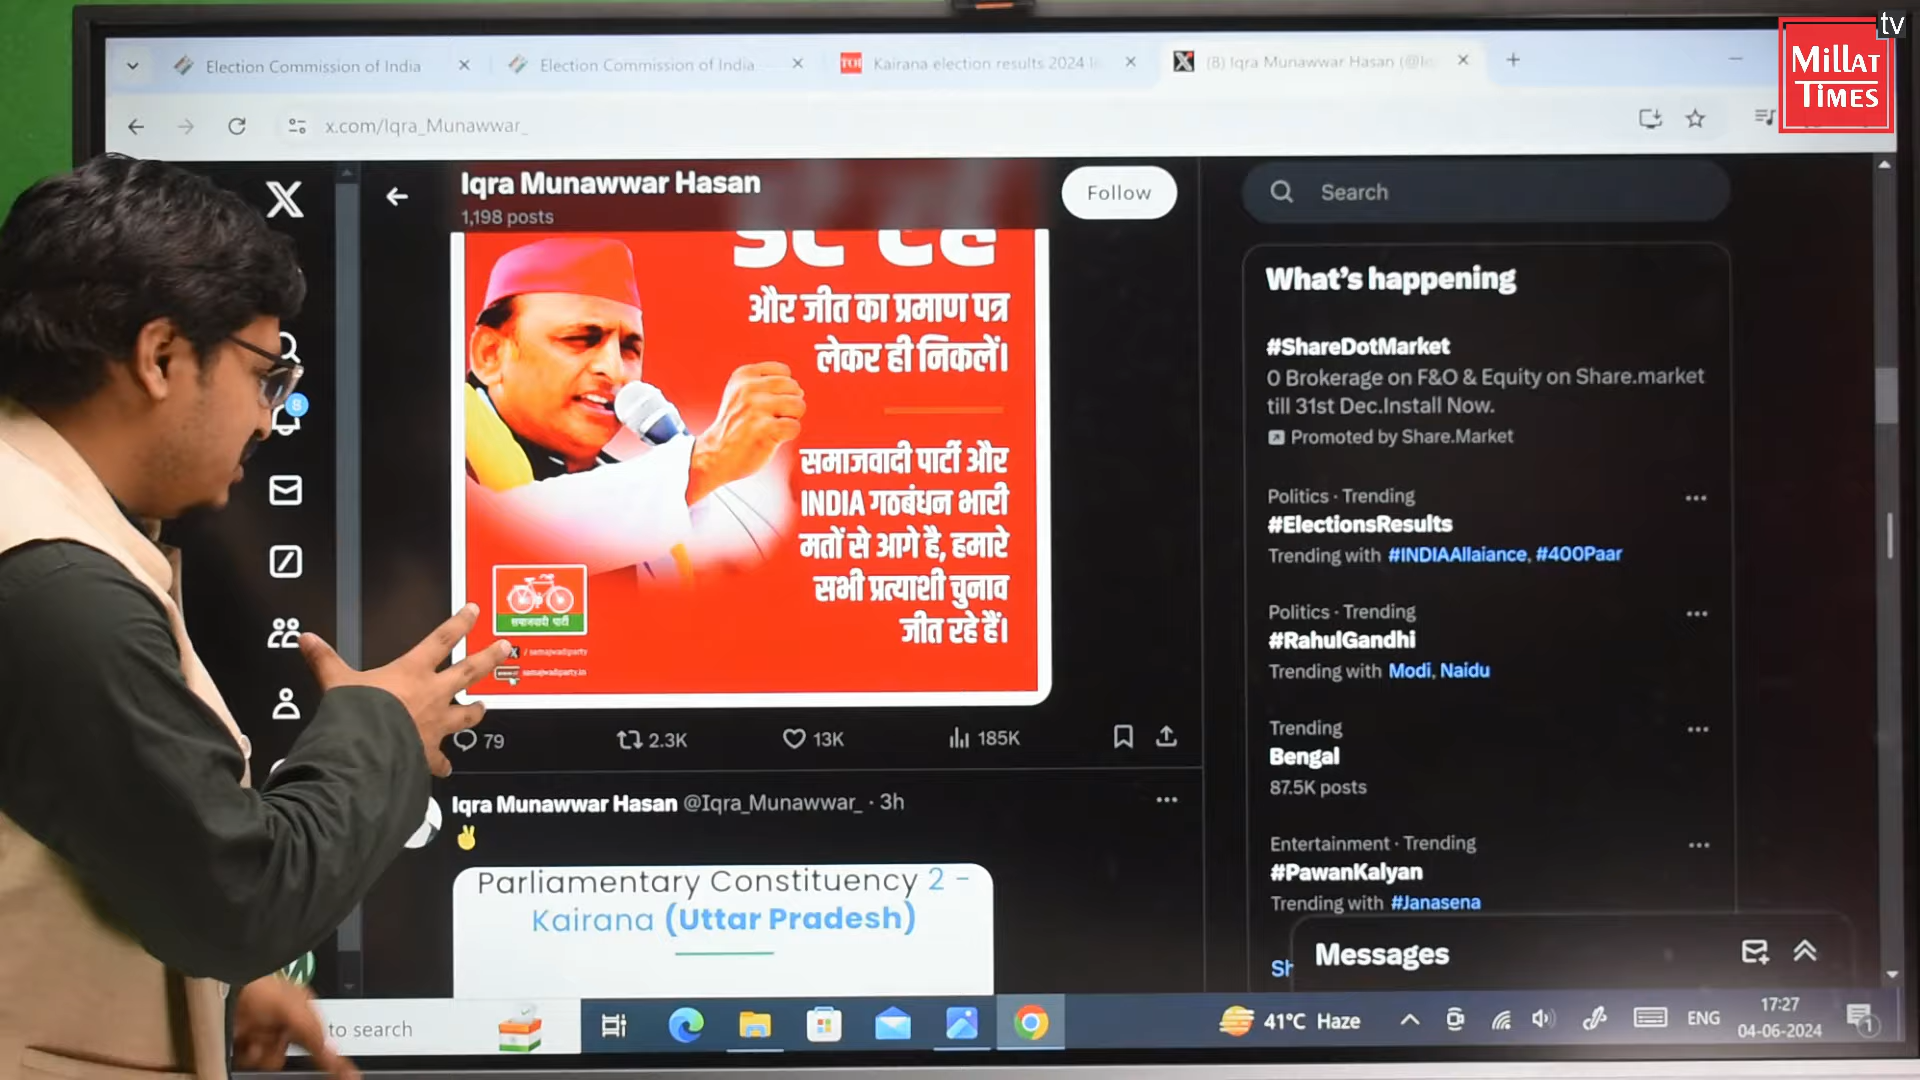 tv
MILLAT
TIMES
Election Commission of India
Election Commission of India
TOI
Kairana election results 2024
(8) Iqra Munawwar Hasan
x.com/Iqra_Munawwar_
Iqra Munawwar Hasan
1,198 posts
Follow
Search
और जीत का प्रमाण पत्र
लेकर ही निकलें।
समाजवादी पार्टी और
INDIA गठबंधन भारी
मतों से आगे है, हमारे
सभी प्रत्याशी चुनाव
जीत रहे हैं।
समाजवादी पार्टी
/ samajwadiparty
samajwadiparty.in
8
79
2.3K
13K
185K
Iqra Munawwar Hasan @Iqra_Munawwar_ · 3h
Parliamentary Constituency 2 -
Kairana (Uttar Pradesh)
What's happening
#ShareDotMarket
0 Brokerage on F&O & Equity on Share.market
till 31st Dec.Install Now.
Promoted by Share.Market
Politics · Trending
#ElectionsResults
Trending with #INDIAAllaiance, #400Paar
Politics · Trending
#RahulGandhi
Trending with Modi, Naidu
Trending
Bengal
87.5K posts
Entertainment · Trending
#PawanKalyan
Trending with #Janasena
Messages
to search
41°C Haze
ENG
17:27
04-06-2024
1